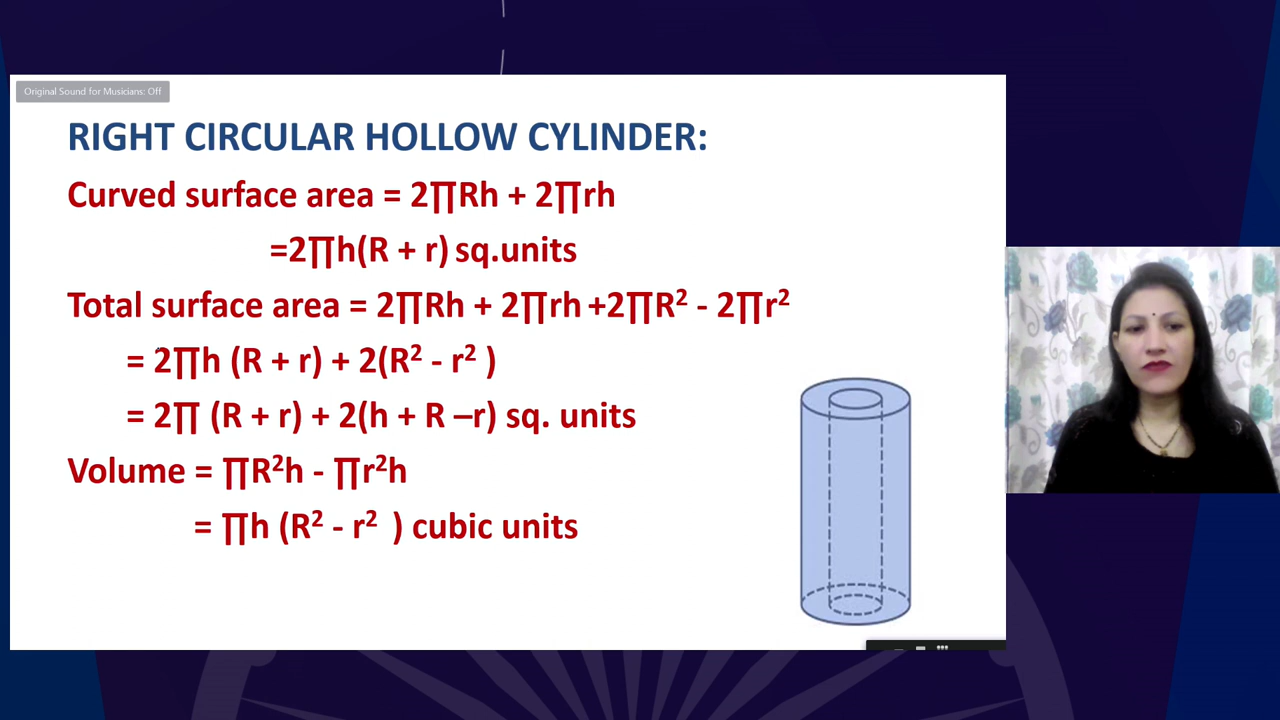 Original Sound for Musicians: Off
RIGHT CIRCULAR HOLLOW CYLINDER:
Curved surface area = 2∏Rh + 2∏rh
=2∏h(R + r) sq.units
Total surface area = 2∏Rh + 2∏rh +2∏R² - 2∏r²
= 2∏h (R + r) + 2(R² - r² )
= 2∏ (R + r) + 2(h + R –r) sq. units
Volume = ∏R²h - ∏r²h
= ∏h (R² - r² ) cubic units